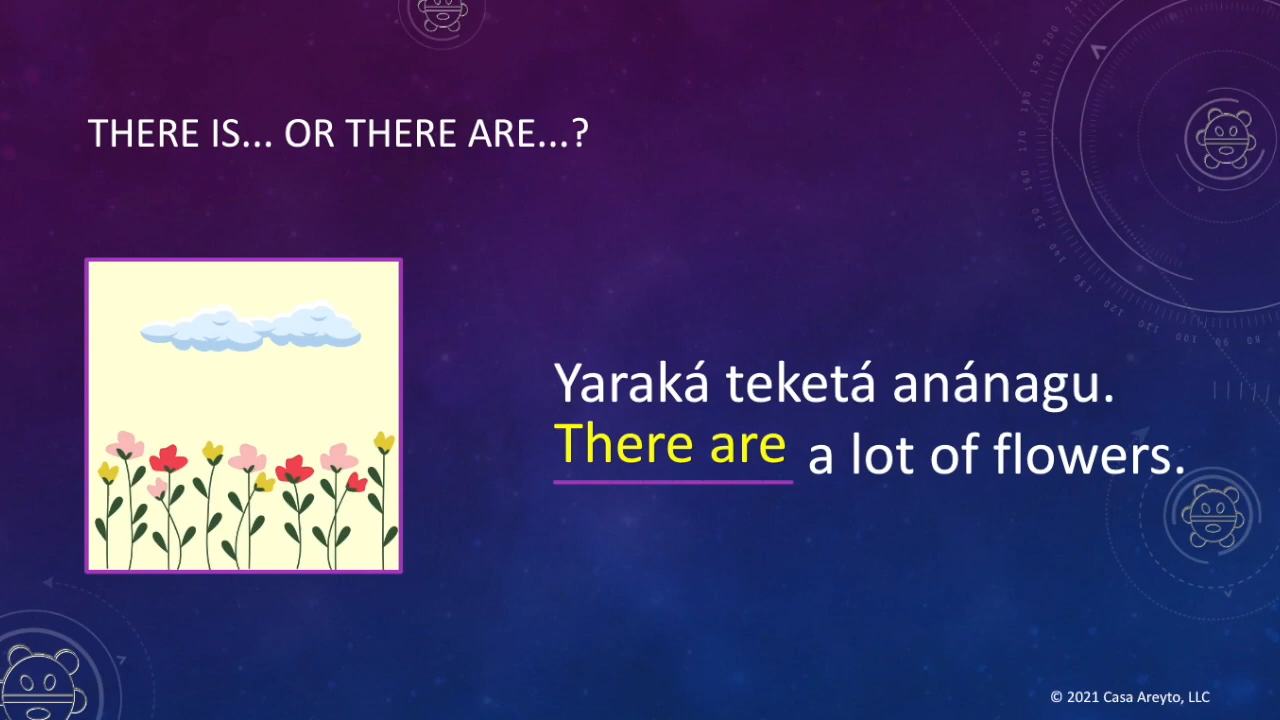 THERE IS... OR THERE ARE...?
Yaraká teketá anánagu.
There are a lot of flowers.
© 2021 Casa Areyto, LLC